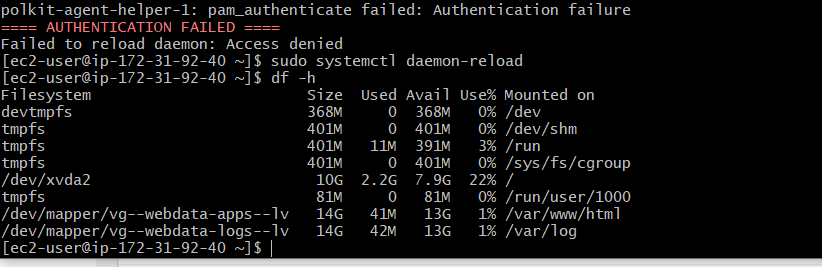 polkit-agent-helper-1: pam_authenticate failed: Authentication failure
==== AUTHENTICATION FAILED ====
Failed to reload daemon: Access denied
[ec2-user@ip-172-31-92-40 ~]$ sudo systemctl daemon-reload
[ec2-user@ip-172-31-92-40 ~]$ df -h
Filesystem                       Size  Used Avail Use% Mounted on
devtmpfs                         368M     0  368M   0% /dev
tmpfs                            401M     0  401M   0% /dev/shm
tmpfs                            401M   11M  391M   3% /run
tmpfs                            401M     0  401M   0% /sys/fs/cgroup
/dev/xvda2                        10G  2.2G  7.9G  22% /
tmpfs                             81M     0   81M   0% /run/user/1000
/dev/mapper/vg--webdata-apps--lv  14G   41M   13G   1% /var/www/html
/dev/mapper/vg--webdata-logs--lv  14G   42M   13G   1% /var/log
[ec2-user@ip-172-31-92-40 ~]$